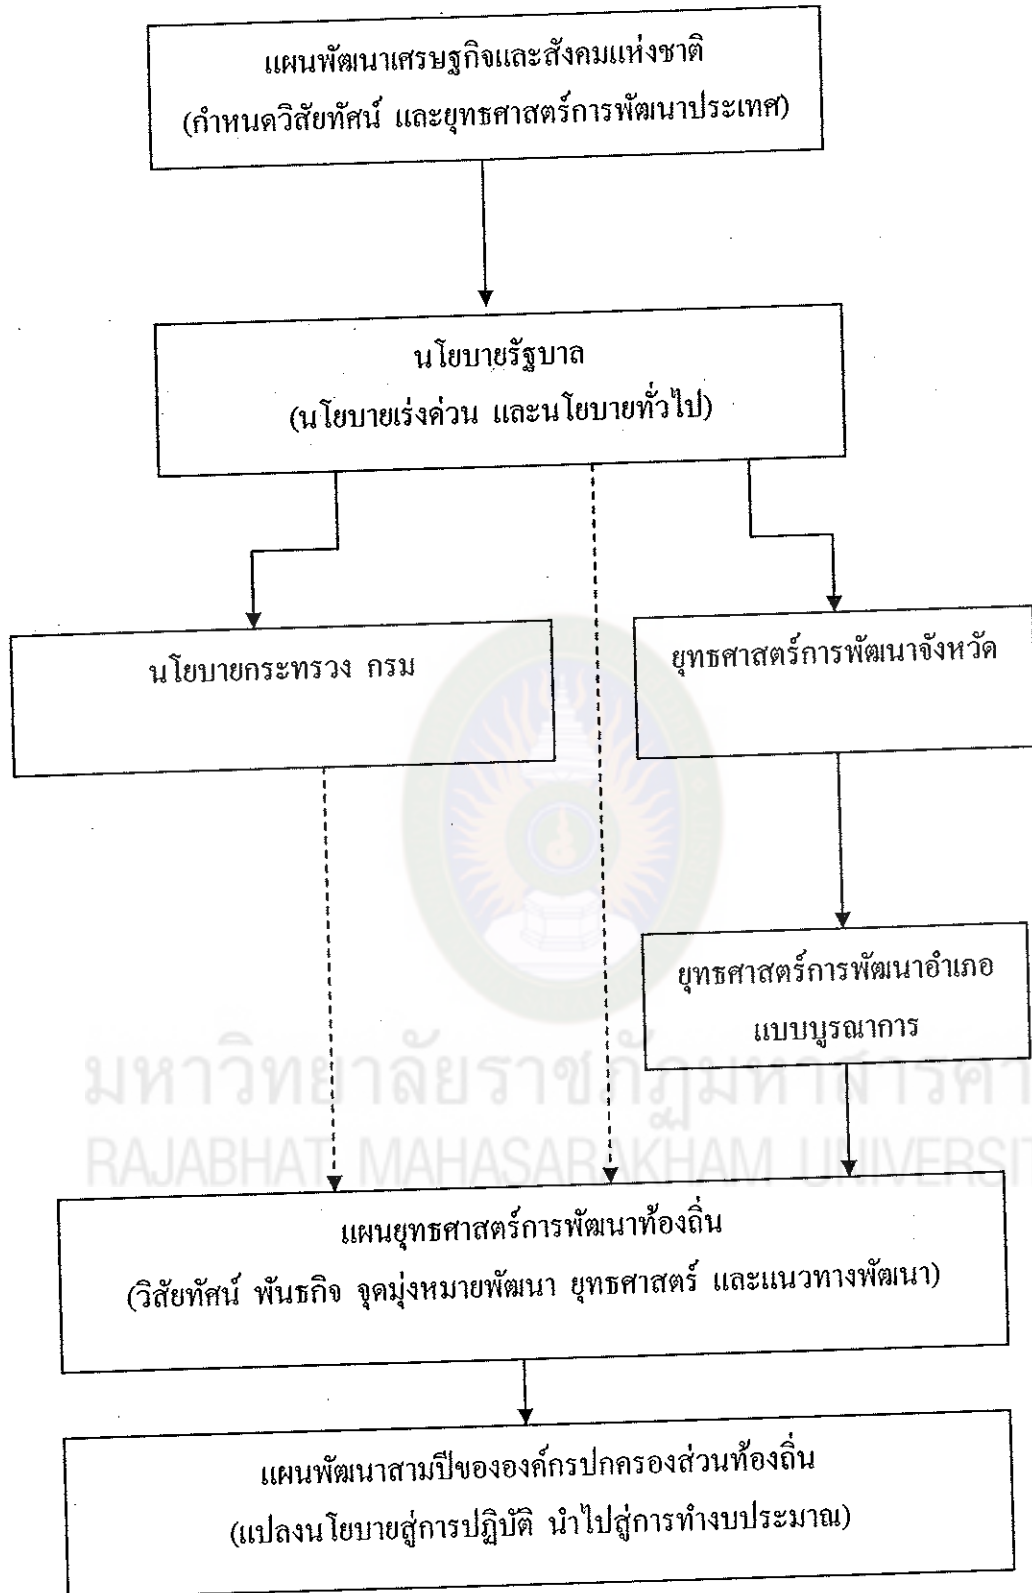 แผนพัฒนาเศรษฐกิจและสังคมแห่งชาติ
(กำหนดวิสัยทัศน์ และยุทธศาสตร์การพัฒนาประเทศ)
นโยบายรัฐบาล
(นโยบายเร่งด่วน และนโยบายทั่วไป)
นโยบายกระทรวง กรม
ยุทธศาสตร์การพัฒนาจังหวัด
ยุทธศาสตร์การพัฒนาอำเภอ
แบบบูรณาการ
มหาวิทยาลัยราชภัฏมหาสารคา
RAJABHAT MAHASARAKHAM UNIVERSIT
แผนยุทธศาสตร์การพัฒนาท้องถิ่น
(วิสัยทัศน์ พันธกิจ จุดมุ่งหมายพัฒนา ยุทธศาสตร์ และแนวทางพัฒนา)
แผนพัฒนาสามปีขององค์กรปกครองส่วนท้องถิ่น
(แปลงนโยบายสู่การปฏิบัติ นำไปสู่การทำงบประมาณ)